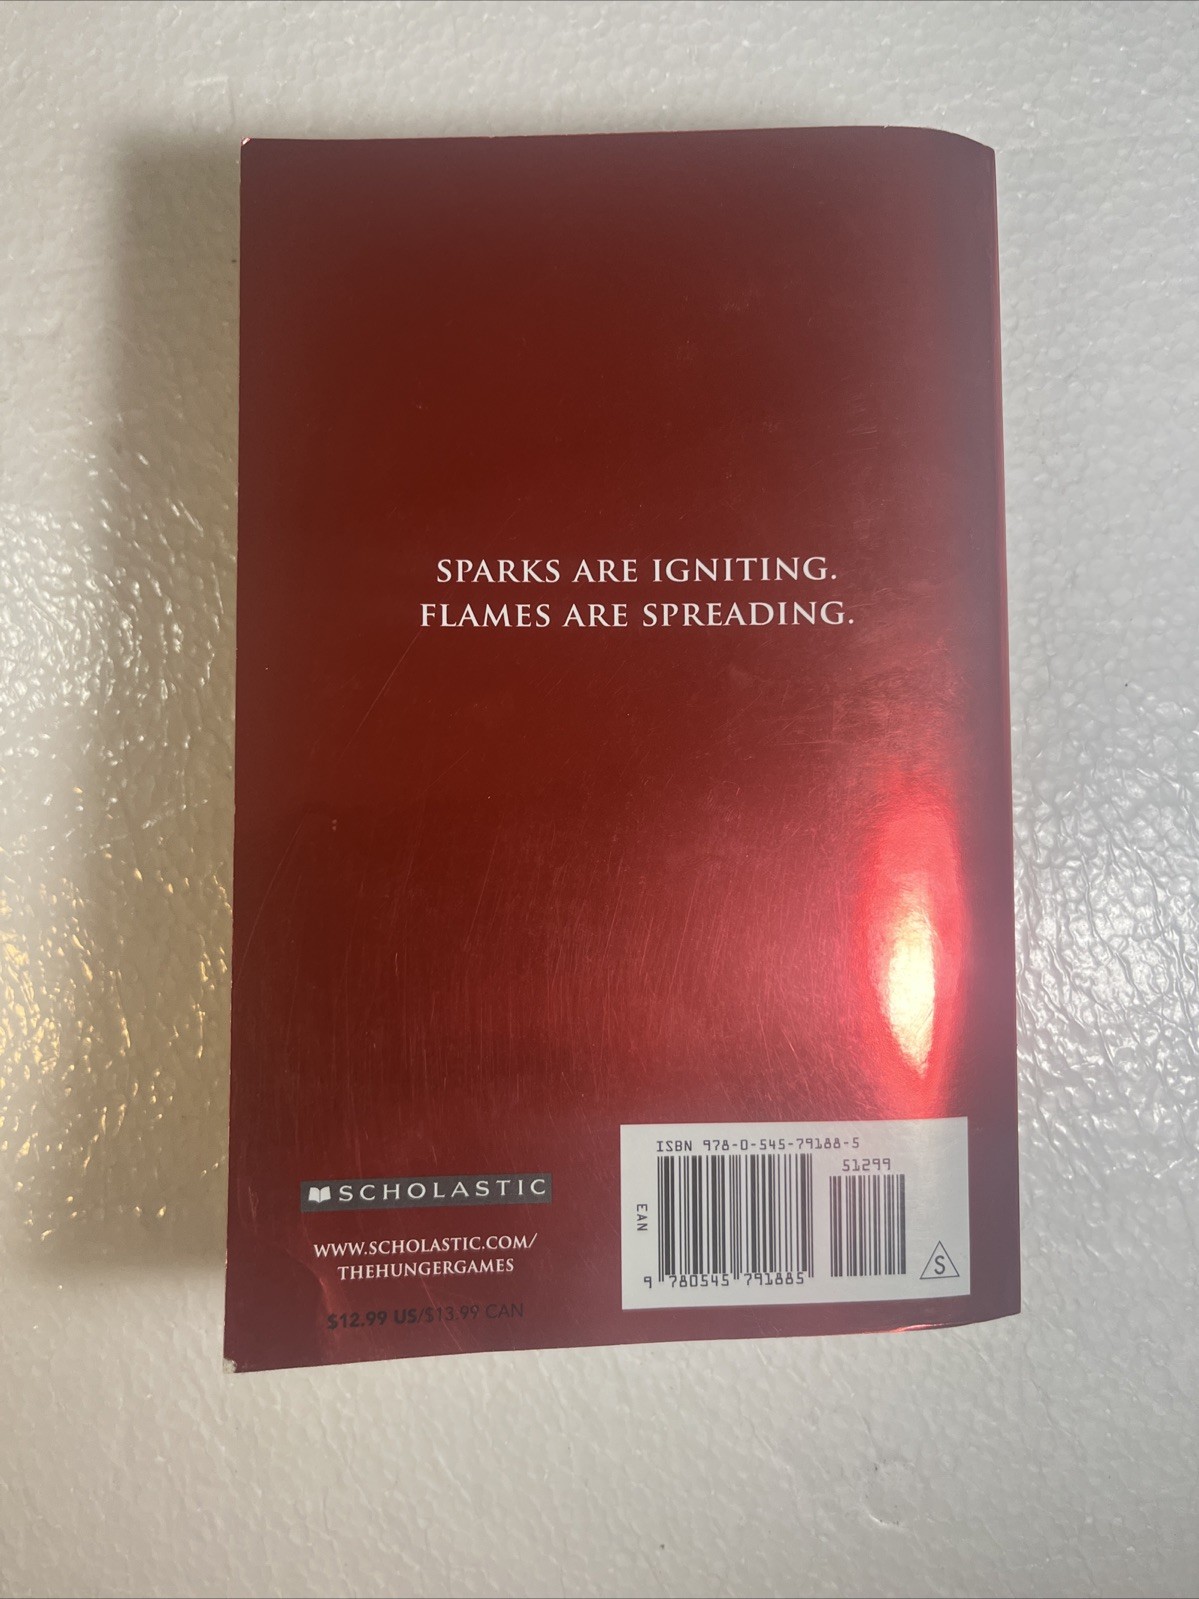 SPARKS ARE IGNITING.
FLAMES ARE SPREADING.
SCHOLASTIC
WWW.SCHOLASTIC.COM/
THEHUNGERGAMES
$12.99 US/$13.99 CAN
ISBN 978-0-545-79188-5
51299
EAN
9 780545 791885
S